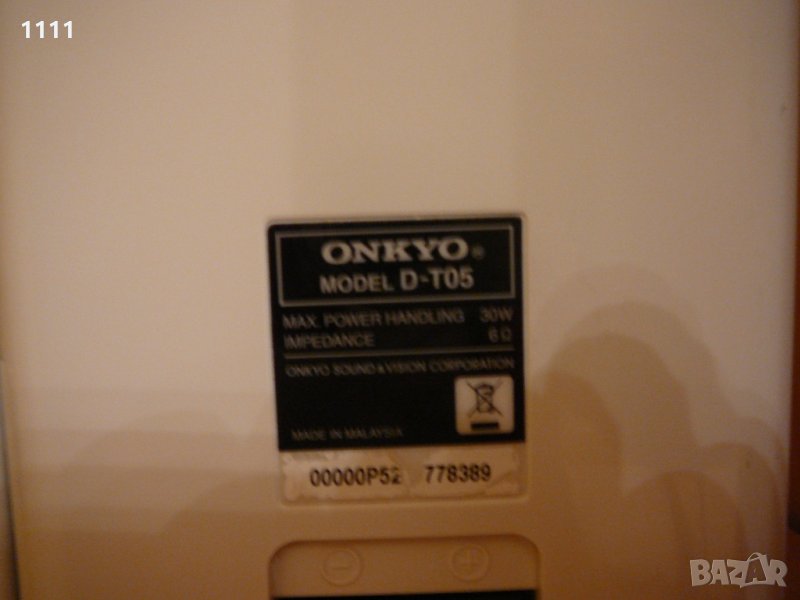 1111
ONKYO®
MODEL D-T05
MAX. POWER HANDLING 30W
IMPEDANCE 6Ω
ONKYO SOUND & VISION CORPORATION
MADE IN MALAYSIA
00000P52 778389
− +
BAZAR